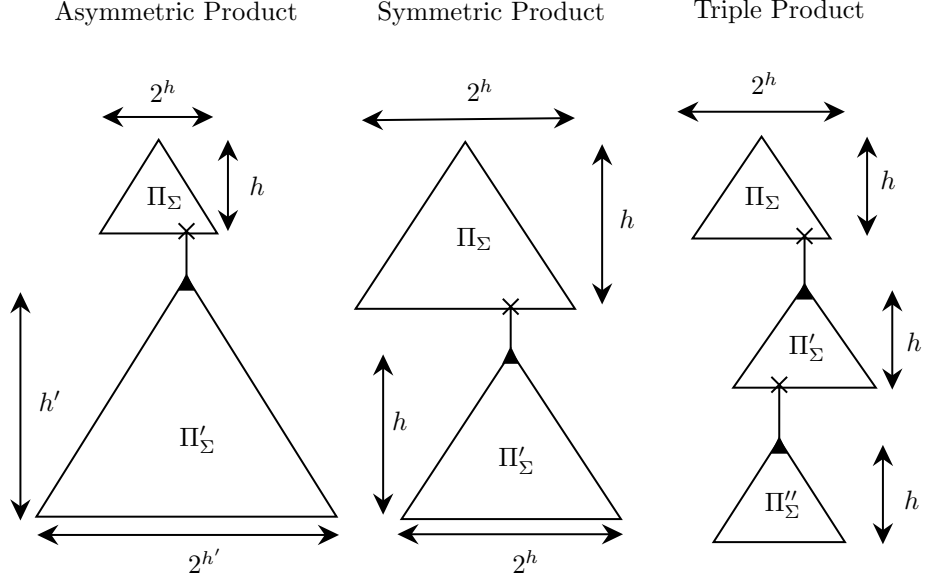 Asymmetric Product
Symmetric Product
Triple Product
2^h
2^h
2^h
Π_Σ
h
Π_Σ
h
Π_Σ
h
h′
Π′_Σ
h
Π′_Σ
Π′_Σ
h
Π″_Σ
h
2^{h′}
2^h